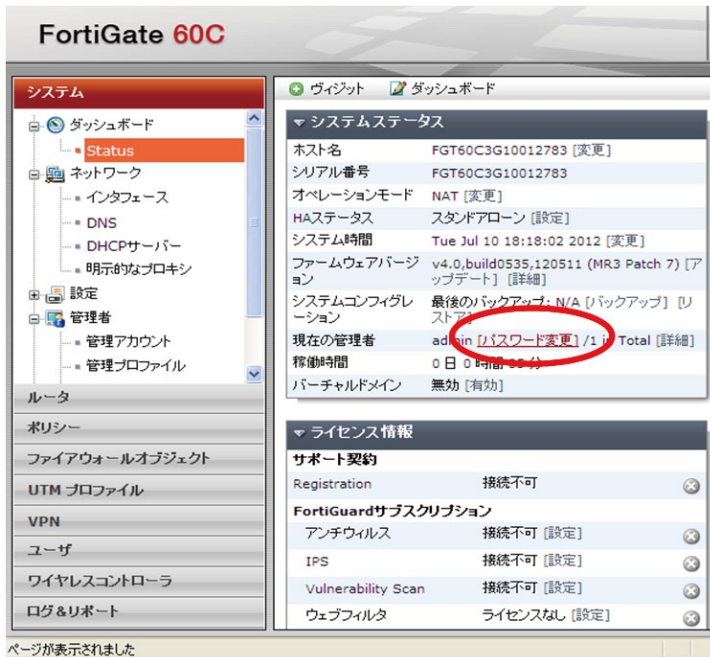 FortiGate 60C
システム
ダッシュボード
Status
ネットワーク
インタフェース
DNS
DHCPサーバー
明示的なプロキシ
設定
管理者
管理アカウント
管理プロファイル
ルータ
ポリシー
ファイアウォールオブジェクト
UTM プロファイル
VPN
ユーザ
ワイヤレスコントローラ
ログ&リポート
ヴィジット ダッシュボード
システムステータス
ホスト名 FGT60C3G10012783 [変更]
シリアル番号 FGT60C3G10012783
オペレーションモード NAT [変更]
HAステータス スタンドアローン [設定]
システム時間 Tue Jul 10 18:18:02 2012 [変更]
ファームウェアバージョン v4.0,build0535,120511 (MR3 Patch 7) [アップデート] [詳細]
システムコンフィグレーション 最後のバックアップ: N/A [バックアップ] [リストア]
現在の管理者 admin [パスワード変更] /1 in Total [詳細]
稼働時間 0 日 0 時間 分
バーチャルドメイン 無効 [有効]
ライセンス情報
サポート契約
Registration 接続不可
FortiGuardサブスクリプション
アンチウィルス 接続不可 [設定]
IPS 接続不可 [設定]
Vulnerability Scan 接続不可 [設定]
ウェブフィルタ ライセンスなし [設定]
ページが表示されました